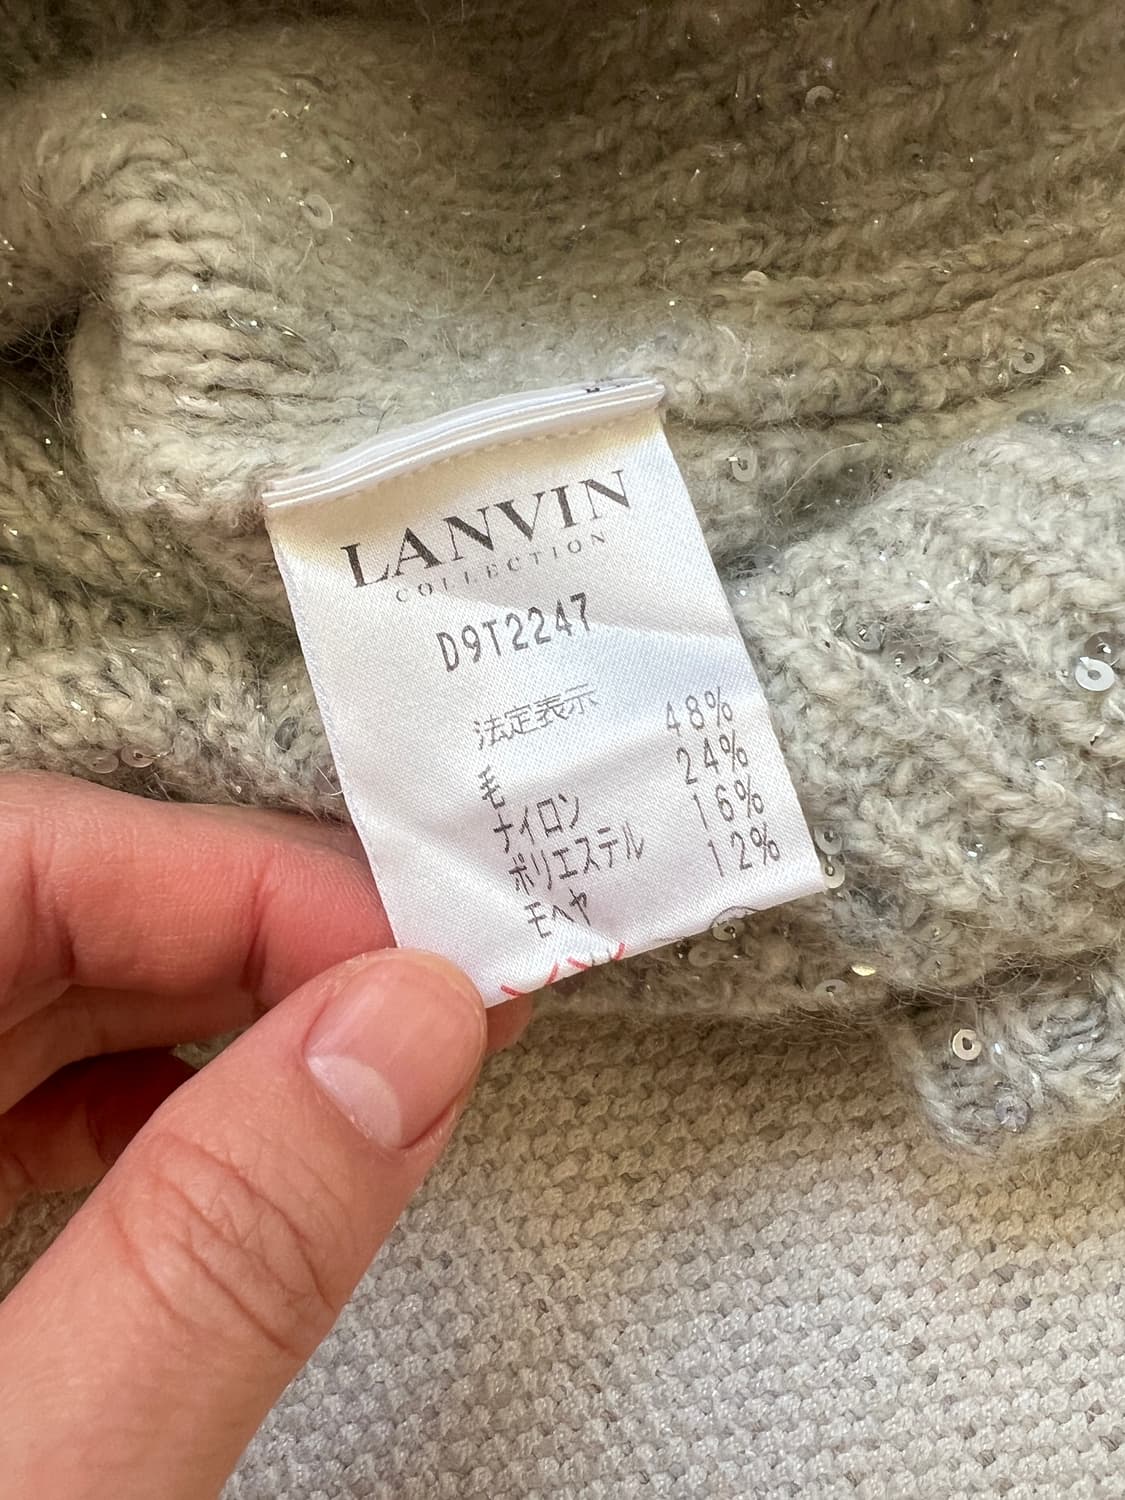 LANVIN
COLLECTION
D9T2247
法定表示
毛 48%
ナイロン 24%
ポリエステル 16%
モヘヤ 12%